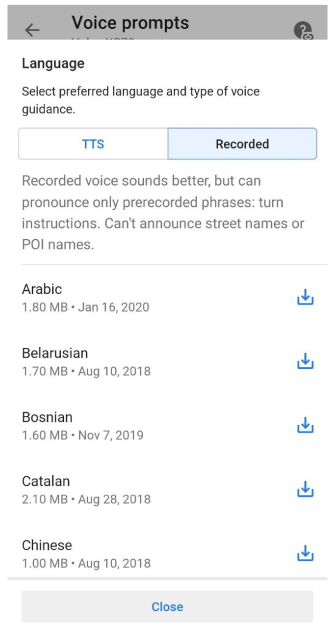 Voice prompts
Language
Select preferred language and type of voice
guidance.
TTS
Recorded
Recorded voice sounds better, but can
pronounce only prerecorded phrases: turn
instructions. Can't announce street names or
POI names.
Arabic
1.80 MB • Jan 16, 2020
Belarusian
1.70 MB • Aug 10, 2018
Bosnian
1.60 MB • Nov 7, 2019
Catalan
2.10 MB • Aug 28, 2018
Chinese
1.00 MB • Aug 10, 2018
Close